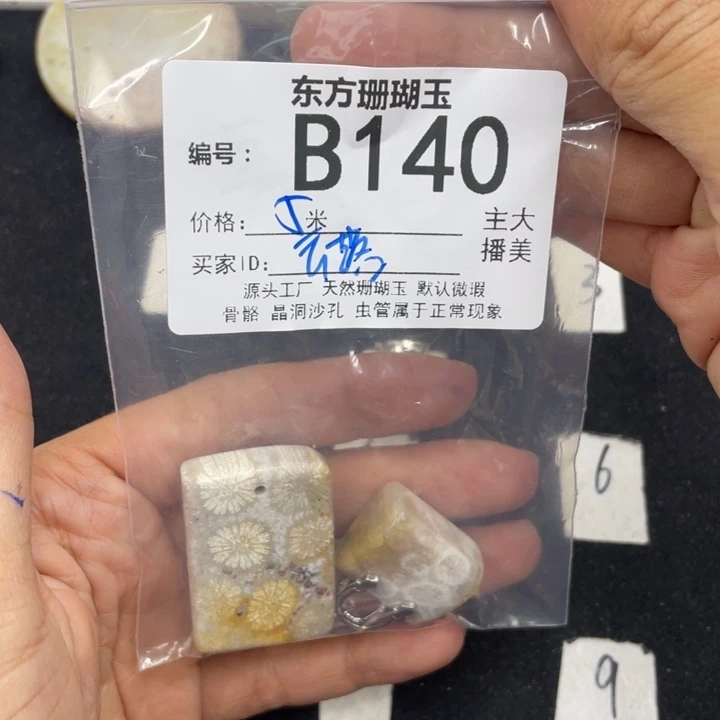 东方珊瑚玉
编号：B140
价格：米
主播大美
买家ID：
源头工厂 天然珊瑚玉 默认微瑕
骨骼 晶洞沙孔 虫管属于正常现象
3
6
9